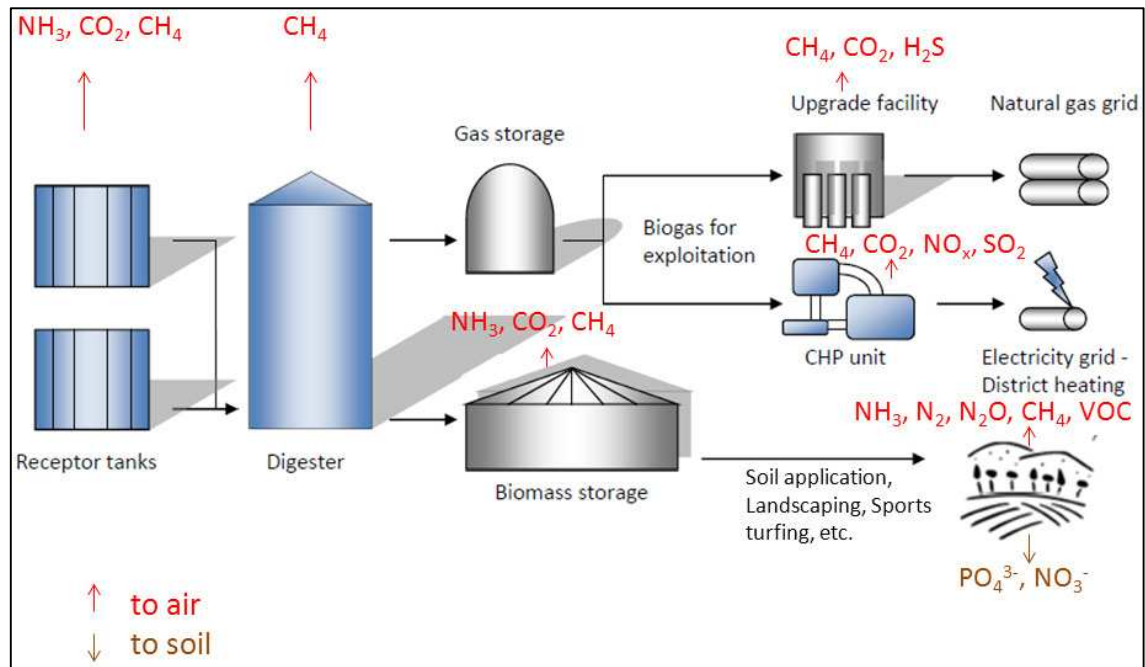 NH₃, CO₂, CH₄
CH₄
CH₄, CO₂, H₂S
Upgrade facility
Natural gas grid
Gas storage
Biogas for
exploitation
CH₄, CO₂, NOₓ, SO₂
NH₃, CO₂, CH₄
CHP unit
Electricity grid -
District heating
NH₃, N₂, N₂O, CH₄, VOC
Receptor tanks
Digester
Biomass storage
Soil application,
Landscaping, Sports
turfing, etc.
PO₄³⁻, NO₃⁻
to air
to soil